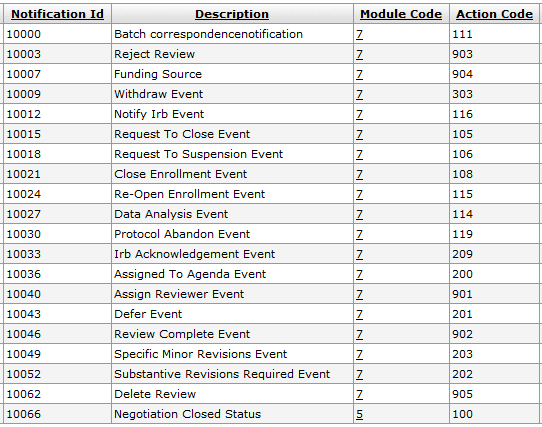 Notification Id Description Module Code Action Code
10000 Batch correspondencenotification 7 111
10003 Reject Review 7 903
10007 Funding Source 7 904
10009 Withdraw Event 7 303
10012 Notify Irb Event 7 116
10015 Request To Close Event 7 105
10018 Request To Suspension Event 7 106
10021 Close Enrollment Event 7 108
10024 Re-Open Enrollment Event 7 115
10027 Data Analysis Event 7 114
10030 Protocol Abandon Event 7 119
10033 Irb Acknowledgement Event 7 209
10036 Assigned To Agenda Event 7 200
10040 Assign Reviewer Event 7 901
10043 Defer Event 7 201
10046 Review Complete Event 7 902
10049 Specific Minor Revisions Event 7 203
10052 Substantive Revisions Required Event 7 202
10062 Delete Review 7 905
10066 Negotiation Closed Status 5 100